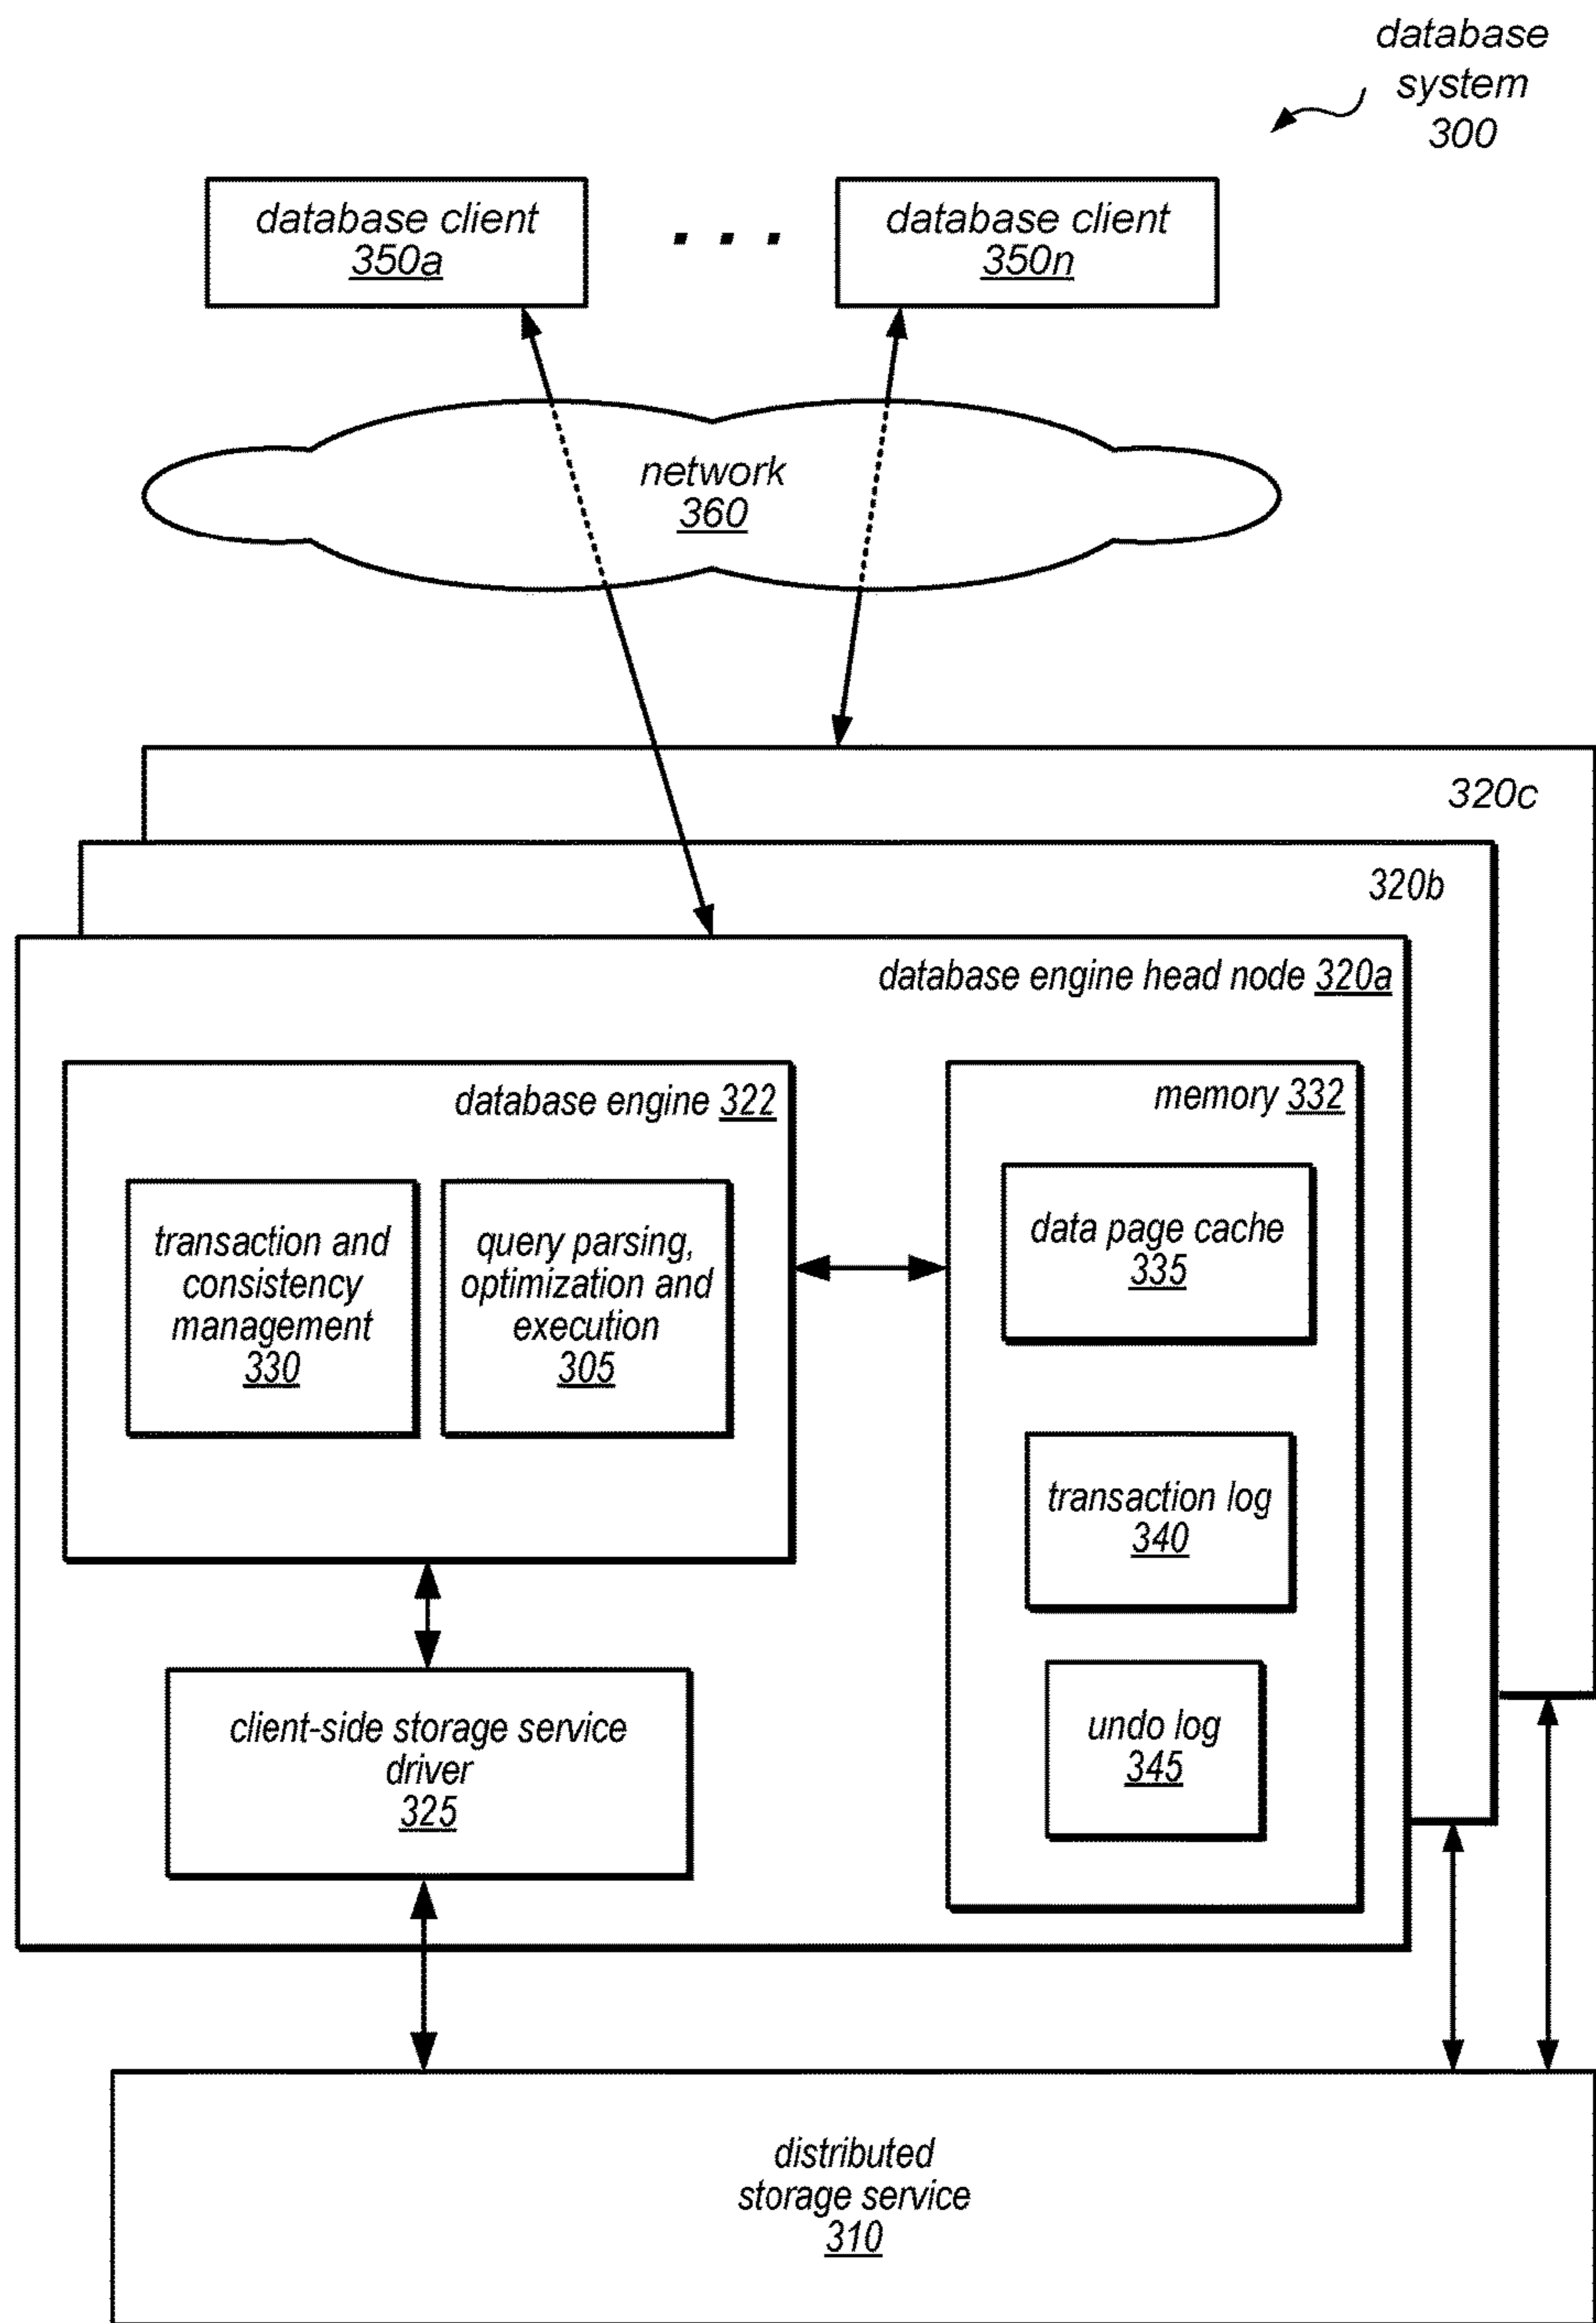 database
system
300
database client
350a
. . .
database client
350n
network
360
320c
320b
database engine head node 320a
database engine 322
transaction and
consistency
management
330
query parsing,
optimization and
execution
305
memory 332
data page cache
335
transaction log
340
undo log
345
client-side storage service
driver
325
distributed
storage service
310